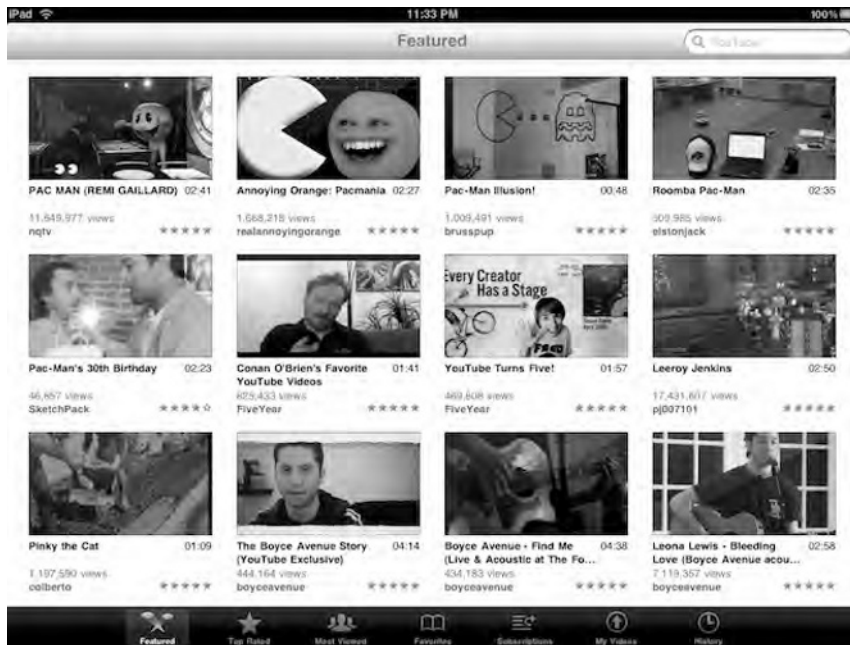 iPad 11:33 PM 100%
Featured YouTube
Every Creator
Has a Stage
FEED
PAC MAN (REMI GAILLARD) 02:41 Annoying Orange: Pacmania 02:27 Pac-Man Illusion! 00:48 Roomba Pac-Man 02:35
11,649,977 views 1,668,218 views 1,009,491 views 509,985 views
nqtv realannoyingorange brusspup elstonjack
Pac-Man's 30th Birthday 02:23 Conan O'Brien's Favorite 01:41 YouTube Turns Five! 01:57 Leeroy Jenkins 02:50
YouTube Videos
46,857 views 625,433 views 469,608 views 17,431,607 views
SketchPack FiveYear FiveYear pj007101
Pinky the Cat 01:09 The Boyce Avenue Story 04:14 Boyce Avenue - Find Me 04:38 Leona Lewis - Bleeding 02:58
(YouTube Exclusive) (Live & Acoustic at The Fo... Love (Boyce Avenue acou...
1,197,590 views 444,164 views 434,183 views 7,119,357 views
colberto boyceavenue boyceavenue boyceavenue
Featured Top Rated Most Viewed Favorites Subscriptions My Videos History